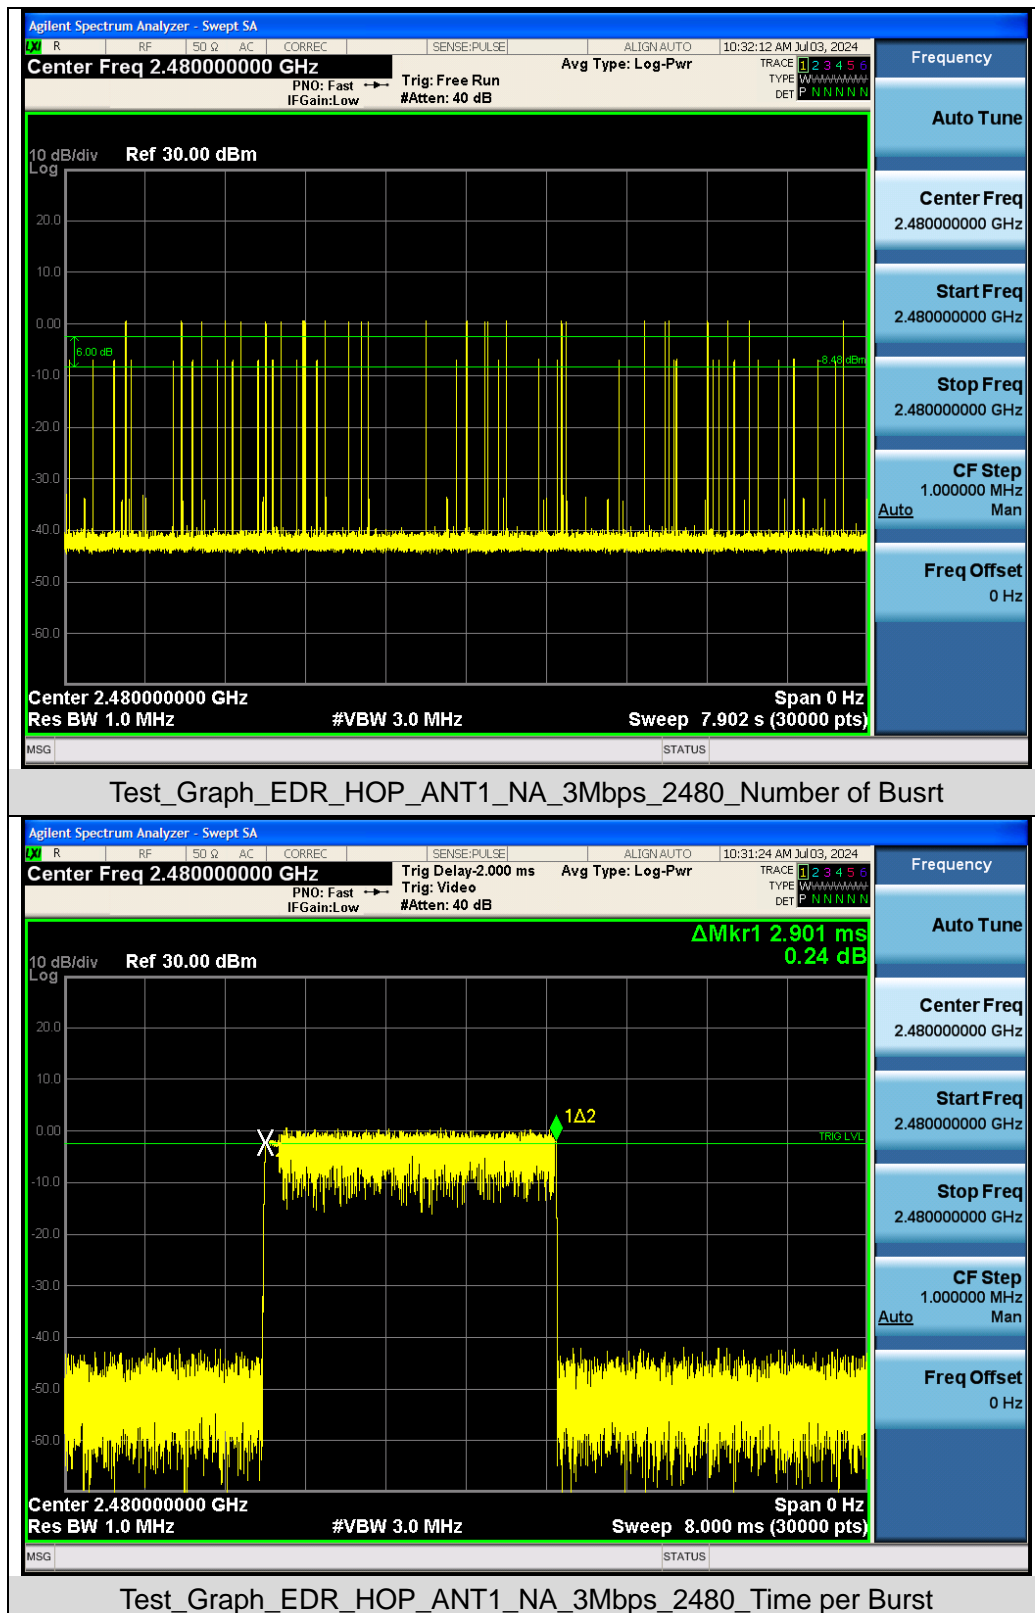 Agilent Spectrum Analyzer - Swept SA
LXI R RF 50 Ω AC CORREC SENSE:PULSE ALIGN AUTO 10:32:12 AM Jul 03, 2024
Center Freq 2.480000000 GHz Avg Type: Log-Pwr TRACE 1 2 3 4 5 6
PNO: Fast Trig: Free Run TYPE WWWWWW
IFGain:Low #Atten: 40 dB DET P N N N N N
Frequency
Auto Tune
10 dB/div Ref 30.00 dBm
Log
Center Freq
2.480000000 GHz
20.0
10.0
Start Freq
2.480000000 GHz
0.00
6.00 dB
-8.48 dBm
-10.0
Stop Freq
2.480000000 GHz
-20.0
-30.0
CF Step
1.000000 MHz
Auto Man
-40.0
Freq Offset
0 Hz
-50.0
-60.0
Center 2.480000000 GHz Span 0 Hz
Res BW 1.0 MHz #VBW 3.0 MHz Sweep 7.902 s (30000 pts)
MSG STATUS
Test_Graph_EDR_HOP_ANT1_NA_3Mbps_2480_Number of Busrt
Agilent Spectrum Analyzer - Swept SA
LXI R RF 50 Ω AC CORREC SENSE:PULSE ALIGN AUTO 10:31:24 AM Jul 03, 2024
Center Freq 2.480000000 GHz Trig Delay-2.000 ms Avg Type: Log-Pwr TRACE 1 2 3 4 5 6
PNO: Fast Trig: Video TYPE WWWWWW
IFGain:Low #Atten: 40 dB DET P N N N N N
Frequency
Auto Tune
ΔMkr1 2.901 ms
0.24 dB
10 dB/div Ref 30.00 dBm
Log
Center Freq
2.480000000 GHz
20.0
10.0
Start Freq
2.480000000 GHz
1Δ2
0.00
TRIG LVL
-10.0
Stop Freq
2.480000000 GHz
-20.0
-30.0
CF Step
1.000000 MHz
Auto Man
-40.0
Freq Offset
0 Hz
-50.0
-60.0
Center 2.480000000 GHz Span 0 Hz
Res BW 1.0 MHz #VBW 3.0 MHz Sweep 8.000 ms (30000 pts)
MSG STATUS
Test_Graph_EDR_HOP_ANT1_NA_3Mbps_2480_Time per Burst